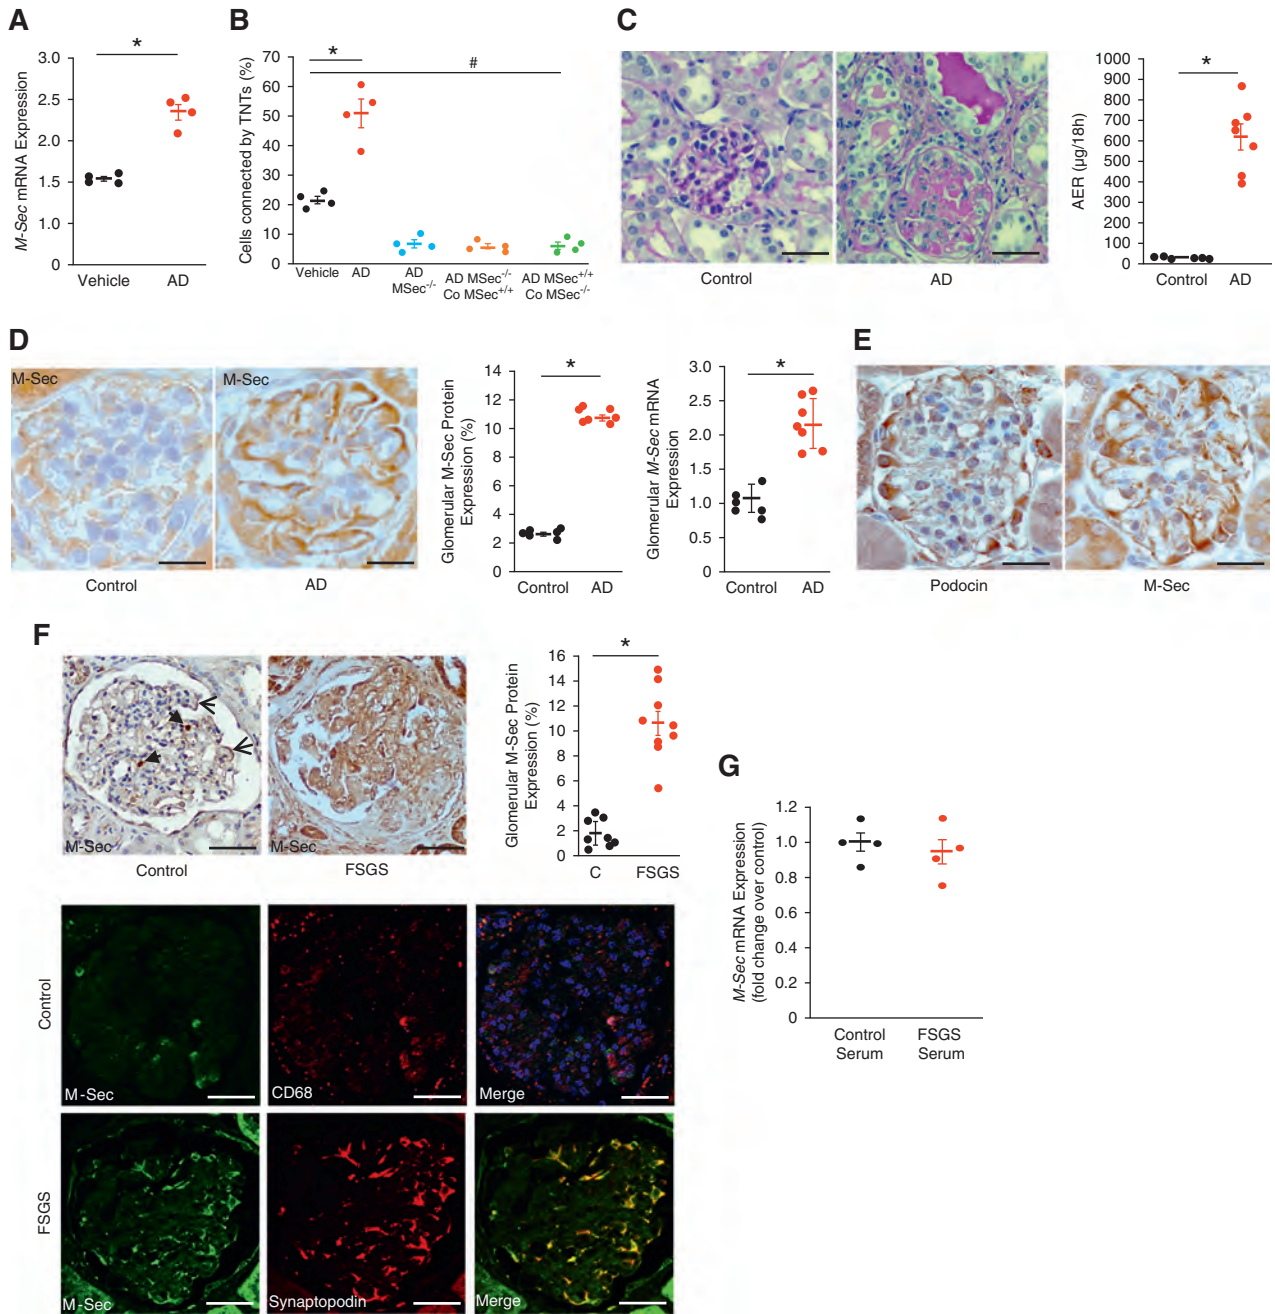 A
M-Sec mRNA Expression
3.0
2.5
2.0
1.5
1.0
*
Vehicle
AD
B
Cells connected by TNTs (%)
70
60
50
40
30
20
10
0
*
#
Vehicle
AD
AD
MSec-/-
AD MSec-/-
Co MSec+/+
AD MSec+/+
Co MSec-/-
C
Control
AD
AER (µg/18h)
1000
900
800
700
600
500
400
300
200
100
0
*
Control
AD
D
M-Sec
M-Sec
Control
AD
Glomerular M-Sec Protein
Expression (%)
14
12
10
8
6
4
2
0
*
Control
AD
Glomerular M-Sec mRNA
Expression
3.0
2.5
2.0
1.5
1.0
0.5
0
*
Control
AD
E
Podocin
M-Sec
F
M-Sec
M-Sec
Control
FSGS
Glomerular M-Sec Protein
Expression (%)
16
14
12
10
8
6
4
2
0
*
C
FSGS
Control
M-Sec
CD68
Merge
FSGS
M-Sec
Synaptopodin
Merge
G
M-Sec mRNA Expression
(fold change over control)
1.2
1.0
0.8
0.6
0.4
0.2
0
Control
Serum
FSGS
Serum